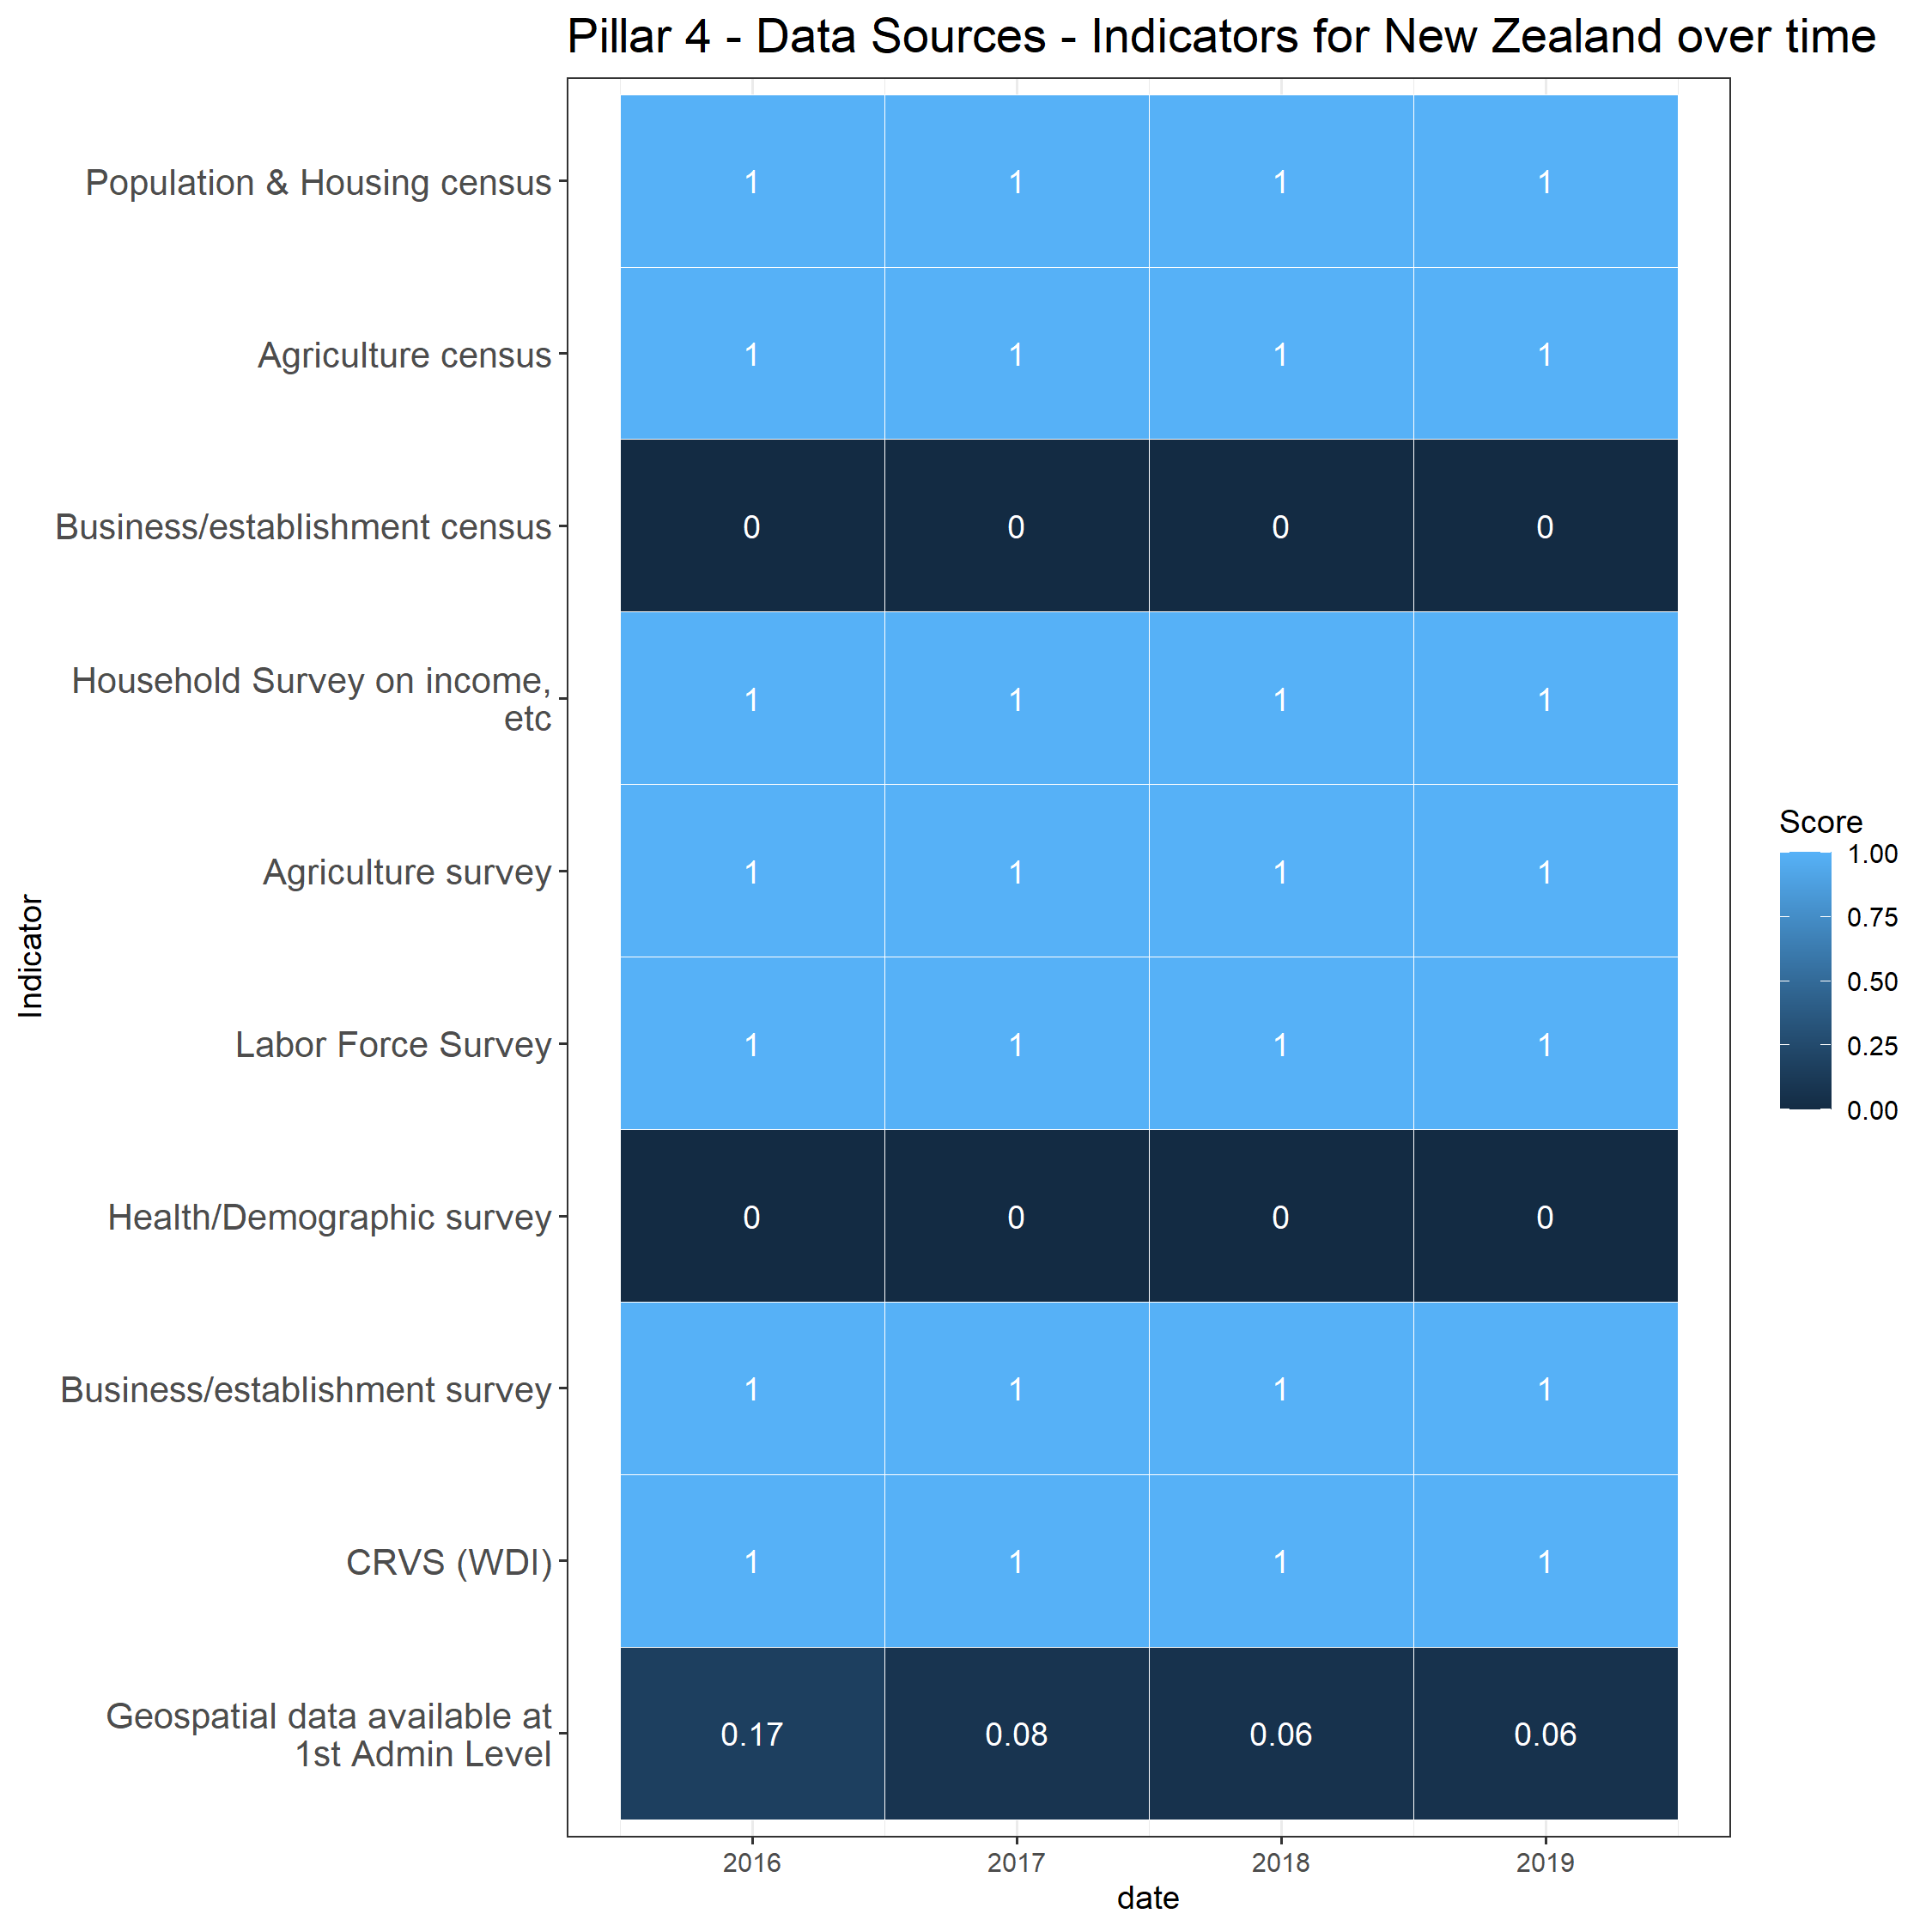 Pillar 4 - Data Sources - Indicators for New Zealand over time
Indicator
Population & Housing census
1 1 1 1
Agriculture census
1 1 1 1
Business/establishment census
0 0 0 0
Household Survey on income,
etc
1 1 1 1
Agriculture survey
1 1 1 1
Labor Force Survey
1 1 1 1
Health/Demographic survey
0 0 0 0
Business/establishment survey
1 1 1 1
CRVS (WDI)
1 1 1 1
Geospatial data available at
1st Admin Level
0.17 0.08 0.06 0.06
2016 2017 2018 2019
date
Score
1.00
0.75
0.50
0.25
0.00